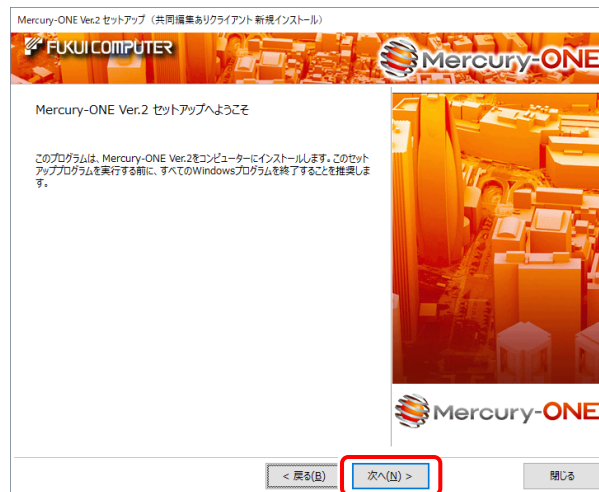 Mercury-ONE Ver.2 セットアップ（共同編集ありクライアント 新規インストール）
FUKUI COMPUTER
Mercury-ONE
Mercury-ONE Ver.2 セットアップへようこそ
このプログラムは、Mercury-ONE Ver.2をコンピューターにインストールします。このセット
アッププログラムを実行する前に、すべてのWindowsプログラムを終了することを推奨しま
す。
Mercury-ONE
< 戻る(B)
次へ(N) >
閉じる